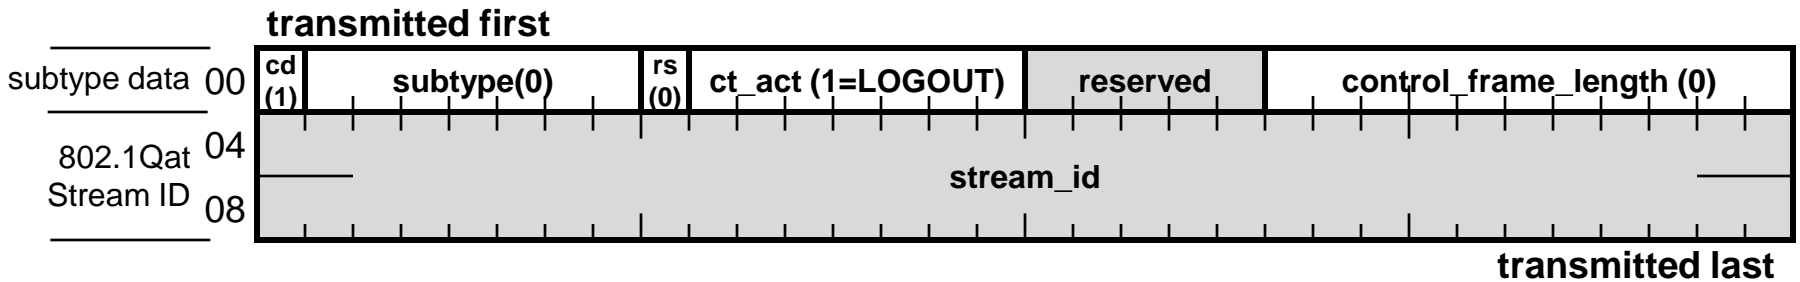 transmitted first
subtype data 00 cd (1) subtype(0) rs (0) ct_act (1=LOGOUT) reserved control_frame_length (0)
802.1Qat Stream ID 04 stream_id
08
transmitted last